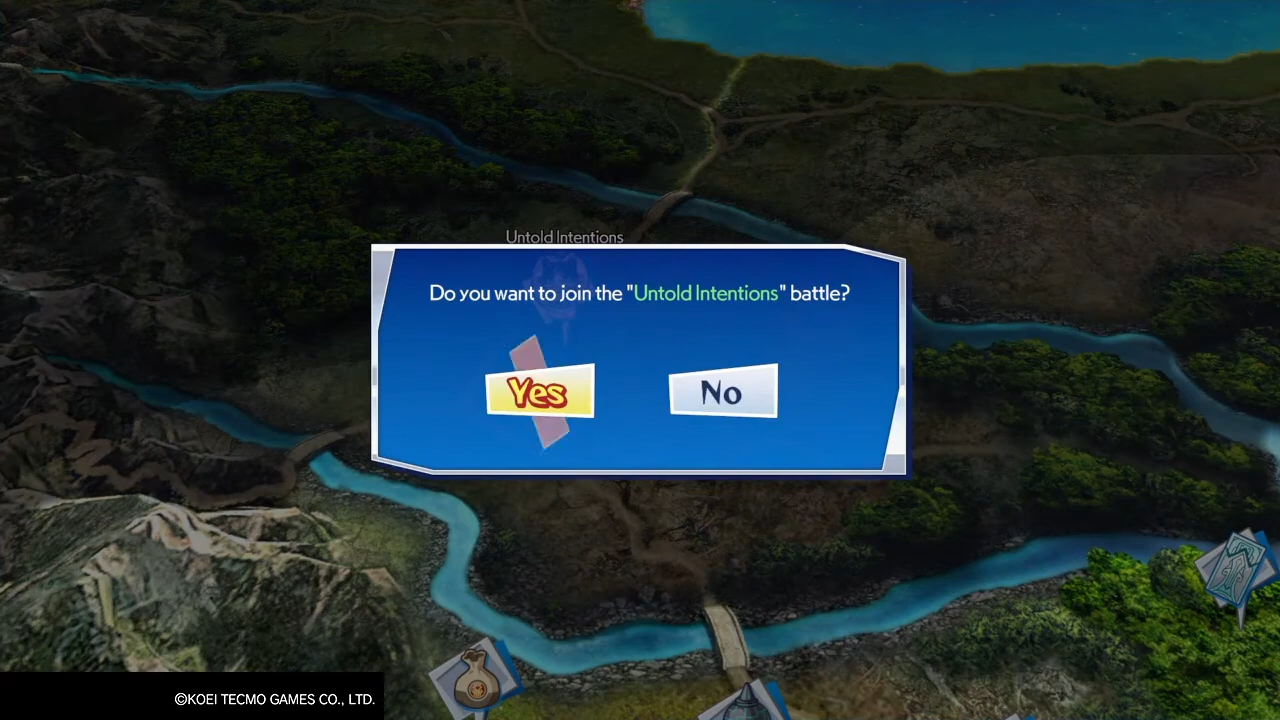 Untold Intentions
Do you want to join the "Untold Intentions" battle?
Yes
No
©KOEI TECMO GAMES CO., LTD.